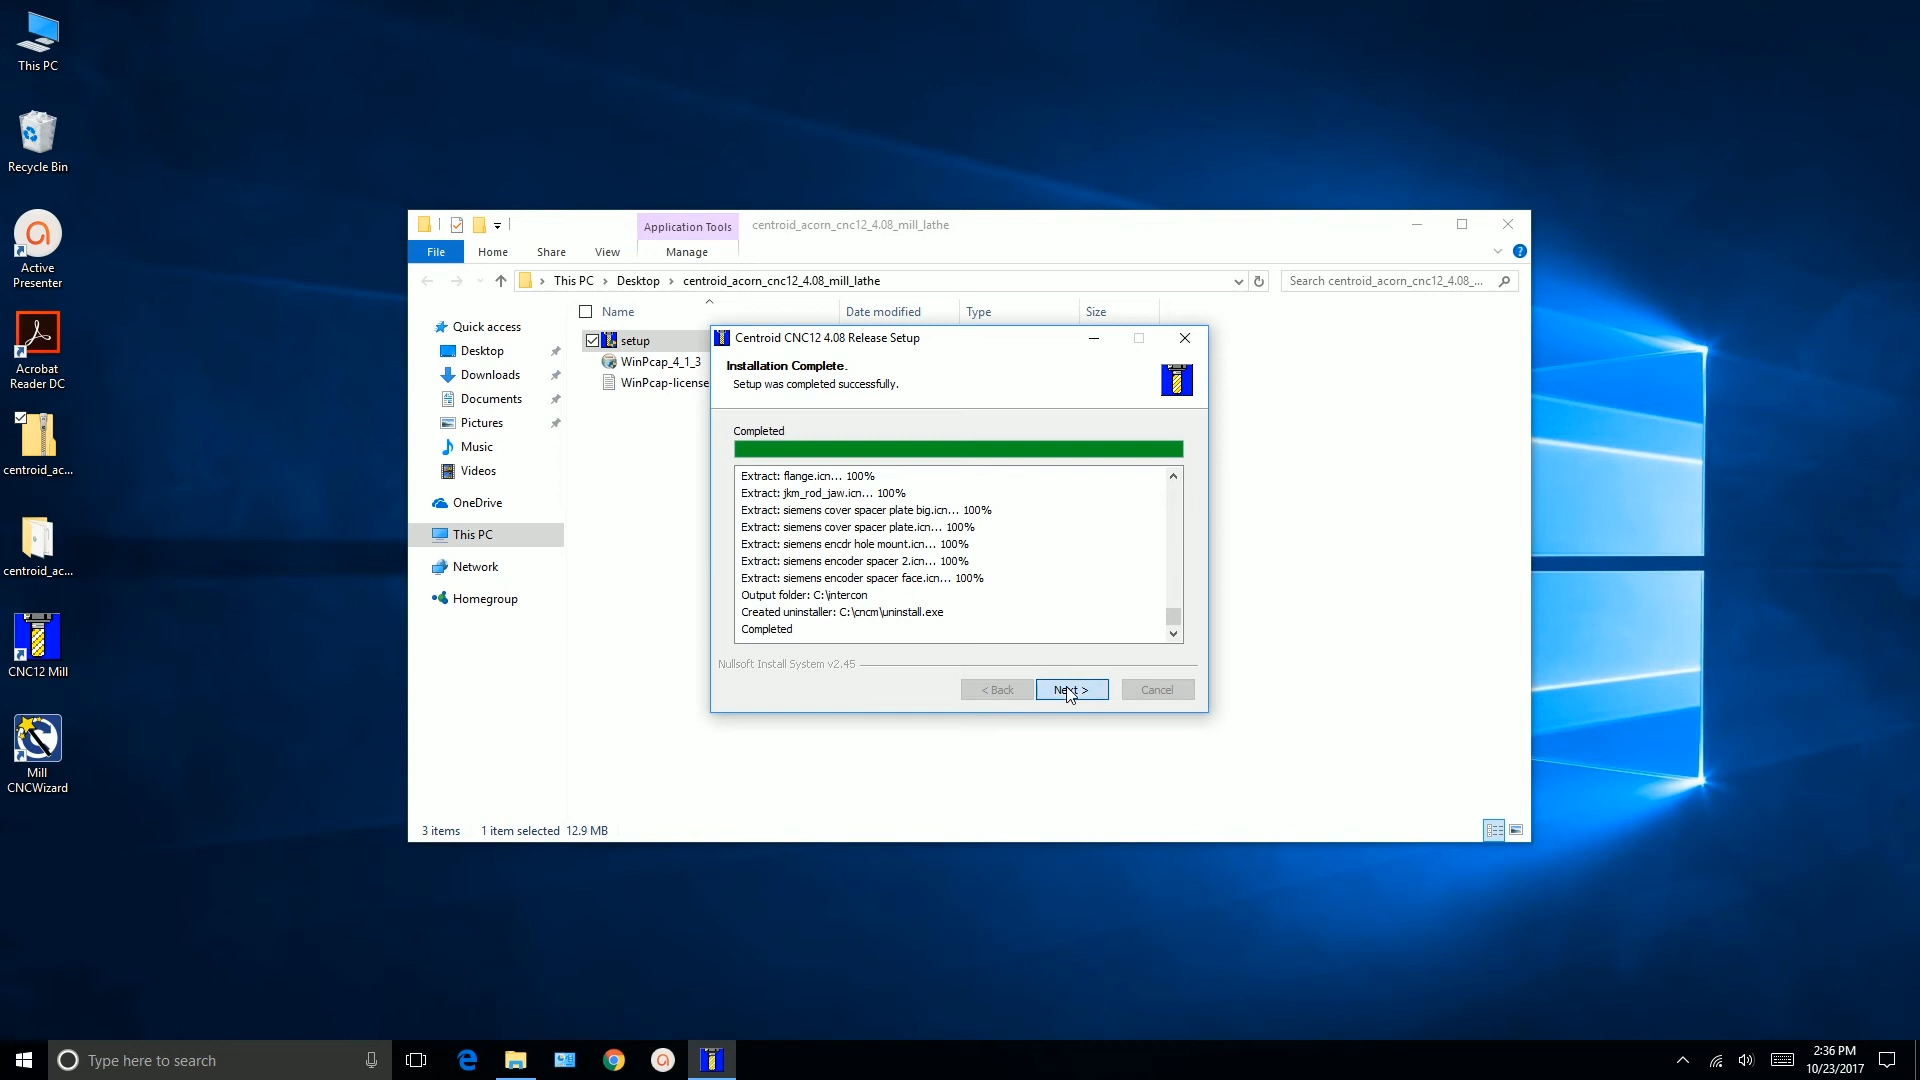 This PC
Recycle Bin
Active
Presenter
Acrobat
Reader DC
centroid_ac...
centroid_ac...
CNC12 Mill
Mill
CNCWizard
Application Tools
centroid_acorn_cnc12_4.08_mill_lathe
File
Home
Share
View
Manage
This PC > Desktop > centroid_acorn_cnc12_4.08_mill_lathe
Search centroid_acorn_cnc12_4.08_...
Name
Date modified
Type
Size
Quick access
Desktop
Downloads
Documents
Pictures
Music
Videos
OneDrive
This PC
Network
Homegroup
setup
WinPcap_4_1_3
WinPcap-license
Centroid CNC12 4.08 Release Setup
Installation Complete.
Setup was completed successfully.
Completed
Extract: flange.icn... 100%
Extract: jkm_rod_jaw.icn... 100%
Extract: siemens cover spacer plate big.icn... 100%
Extract: siemens cover spacer plate.icn... 100%
Extract: siemens encdr hole mount.icn... 100%
Extract: siemens encoder spacer 2.icn... 100%
Extract: siemens encoder spacer face.icn... 100%
Output folder: C:\intercon
Created uninstaller: C:\cncm\uninstall.exe
Completed
Nullsoft Install System v2.45
< Back
Next >
Cancel
3 items
1 item selected 12.9 MB
Type here to search
2:36 PM
10/23/2017